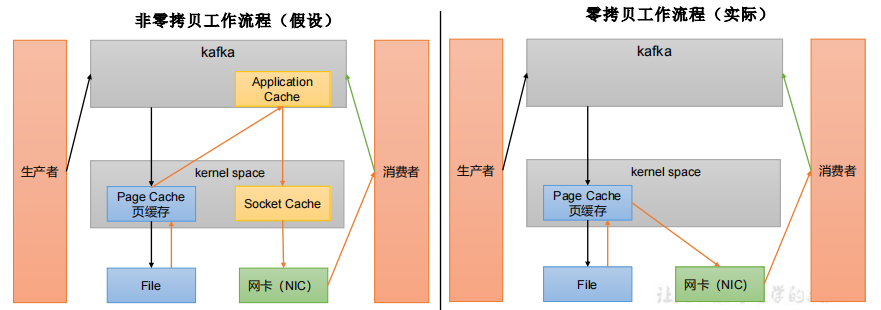 非零拷贝工作流程（假设）
kafka
Application
Cache
生产者
kernel space
Page Cache
页缓存
Socket Cache
消费者
File
网卡（NIC）
零拷贝工作流程（实际）
kafka
生产者
kernel space
Page Cache
页缓存
消费者
File
网卡（NIC）
让
学的